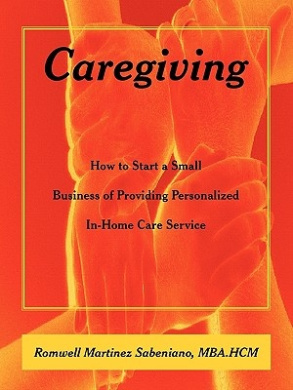 Caregiving
How to Start a Small
Business of Providing Personalized
In-Home Care Service
Romwell Martinez Sabeniano, MBA.HCM